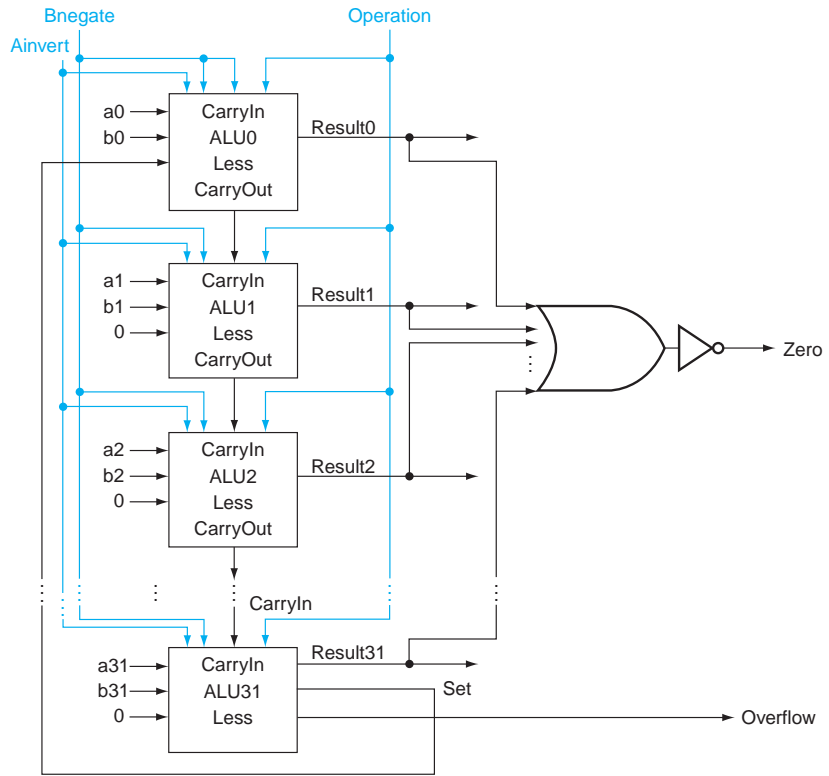 Bnegate
Operation
Ainvert
a0
b0
CarryIn
ALU0
Less
CarryOut
Result0
a1
b1
0
CarryIn
ALU1
Less
CarryOut
Result1
Zero
a2
b2
0
CarryIn
ALU2
Less
CarryOut
Result2
CarryIn
a31
b31
0
CarryIn
ALU31
Less
Result31
Set
Overflow